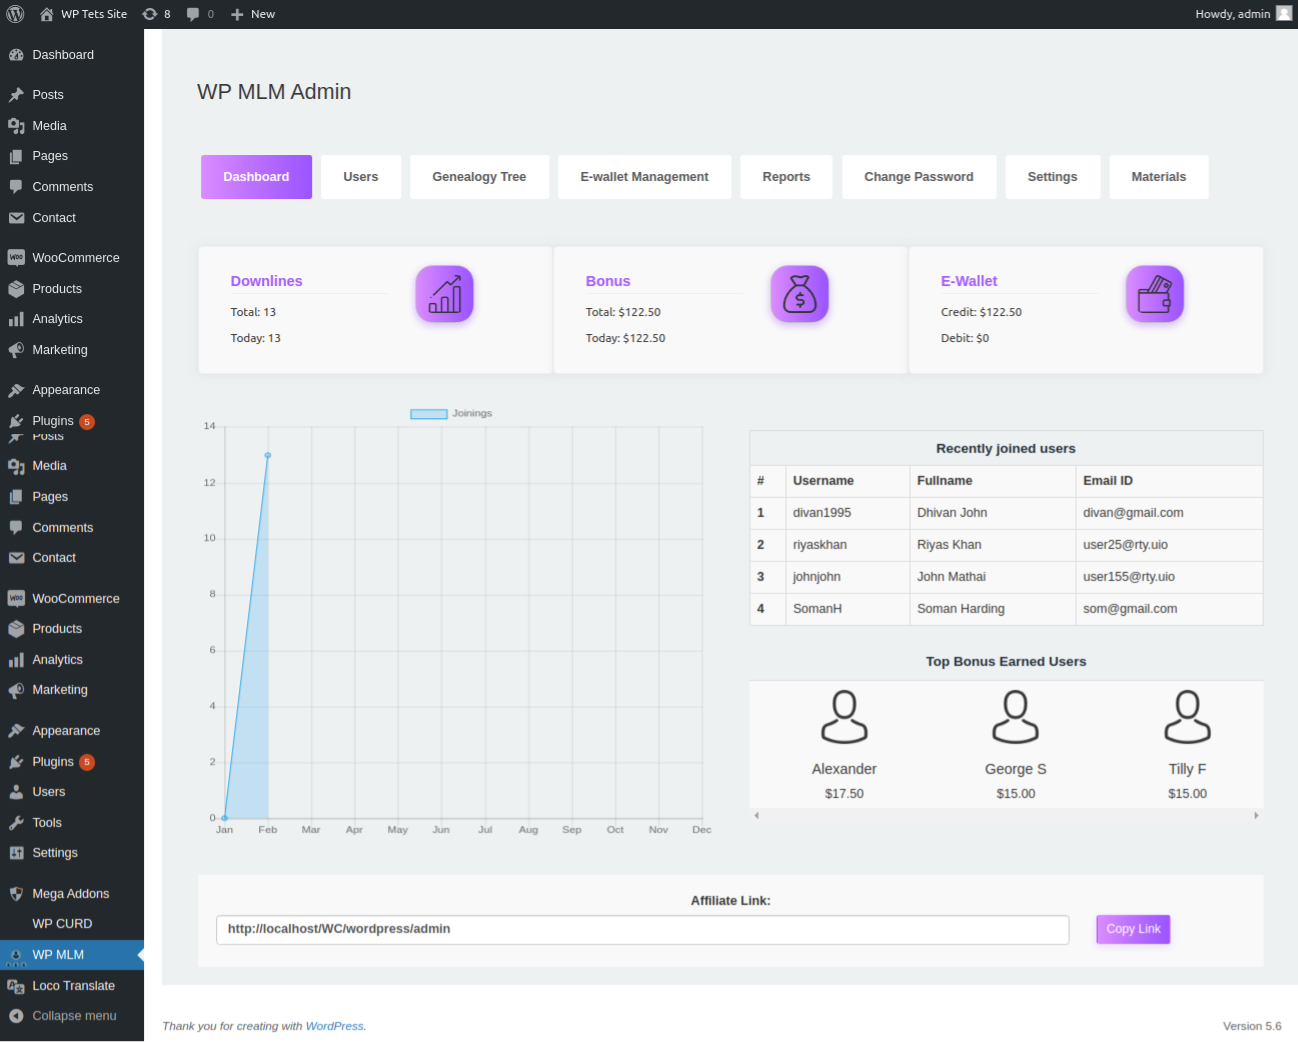 WP Tets Site 8 0 New Howdy, admin
Dashboard
Posts
Media
Pages
Comments
Contact
WooCommerce
Products
Analytics
Marketing
Appearance
Plugins 5
Posts
Media
Pages
Comments
Contact
WooCommerce
Products
Analytics
Marketing
Appearance
Plugins 5
Users
Tools
Settings
Mega Addons
WP CURD
WP MLM
Loco Translate
Collapse menu
WP MLM Admin
Dashboard Users Genealogy Tree E-wallet Management Reports Change Password Settings Materials
Downlines
Total: 13
Today: 13
Bonus
Total: $122.50
Today: $122.50
E-Wallet
Credit: $122.50
Debit: $0
Joinings
14
12
10
8
6
4
2
0
Jan Feb Mar Apr May Jun Jul Aug Sep Oct Nov Dec
Recently joined users
# Username Fullname Email ID
1 divan1995 Dhivan John divan@gmail.com
2 riyaskhan Riyas Khan user25@rty.uio
3 johnjohn John Mathai user155@rty.uio
4 SomanH Soman Harding som@gmail.com
Top Bonus Earned Users
Alexander George S Tilly F
$17.50 $15.00 $15.00
Affiliate Link:
http://localhost/WC/wordpress/admin Copy Link
Thank you for creating with WordPress. Version 5.6